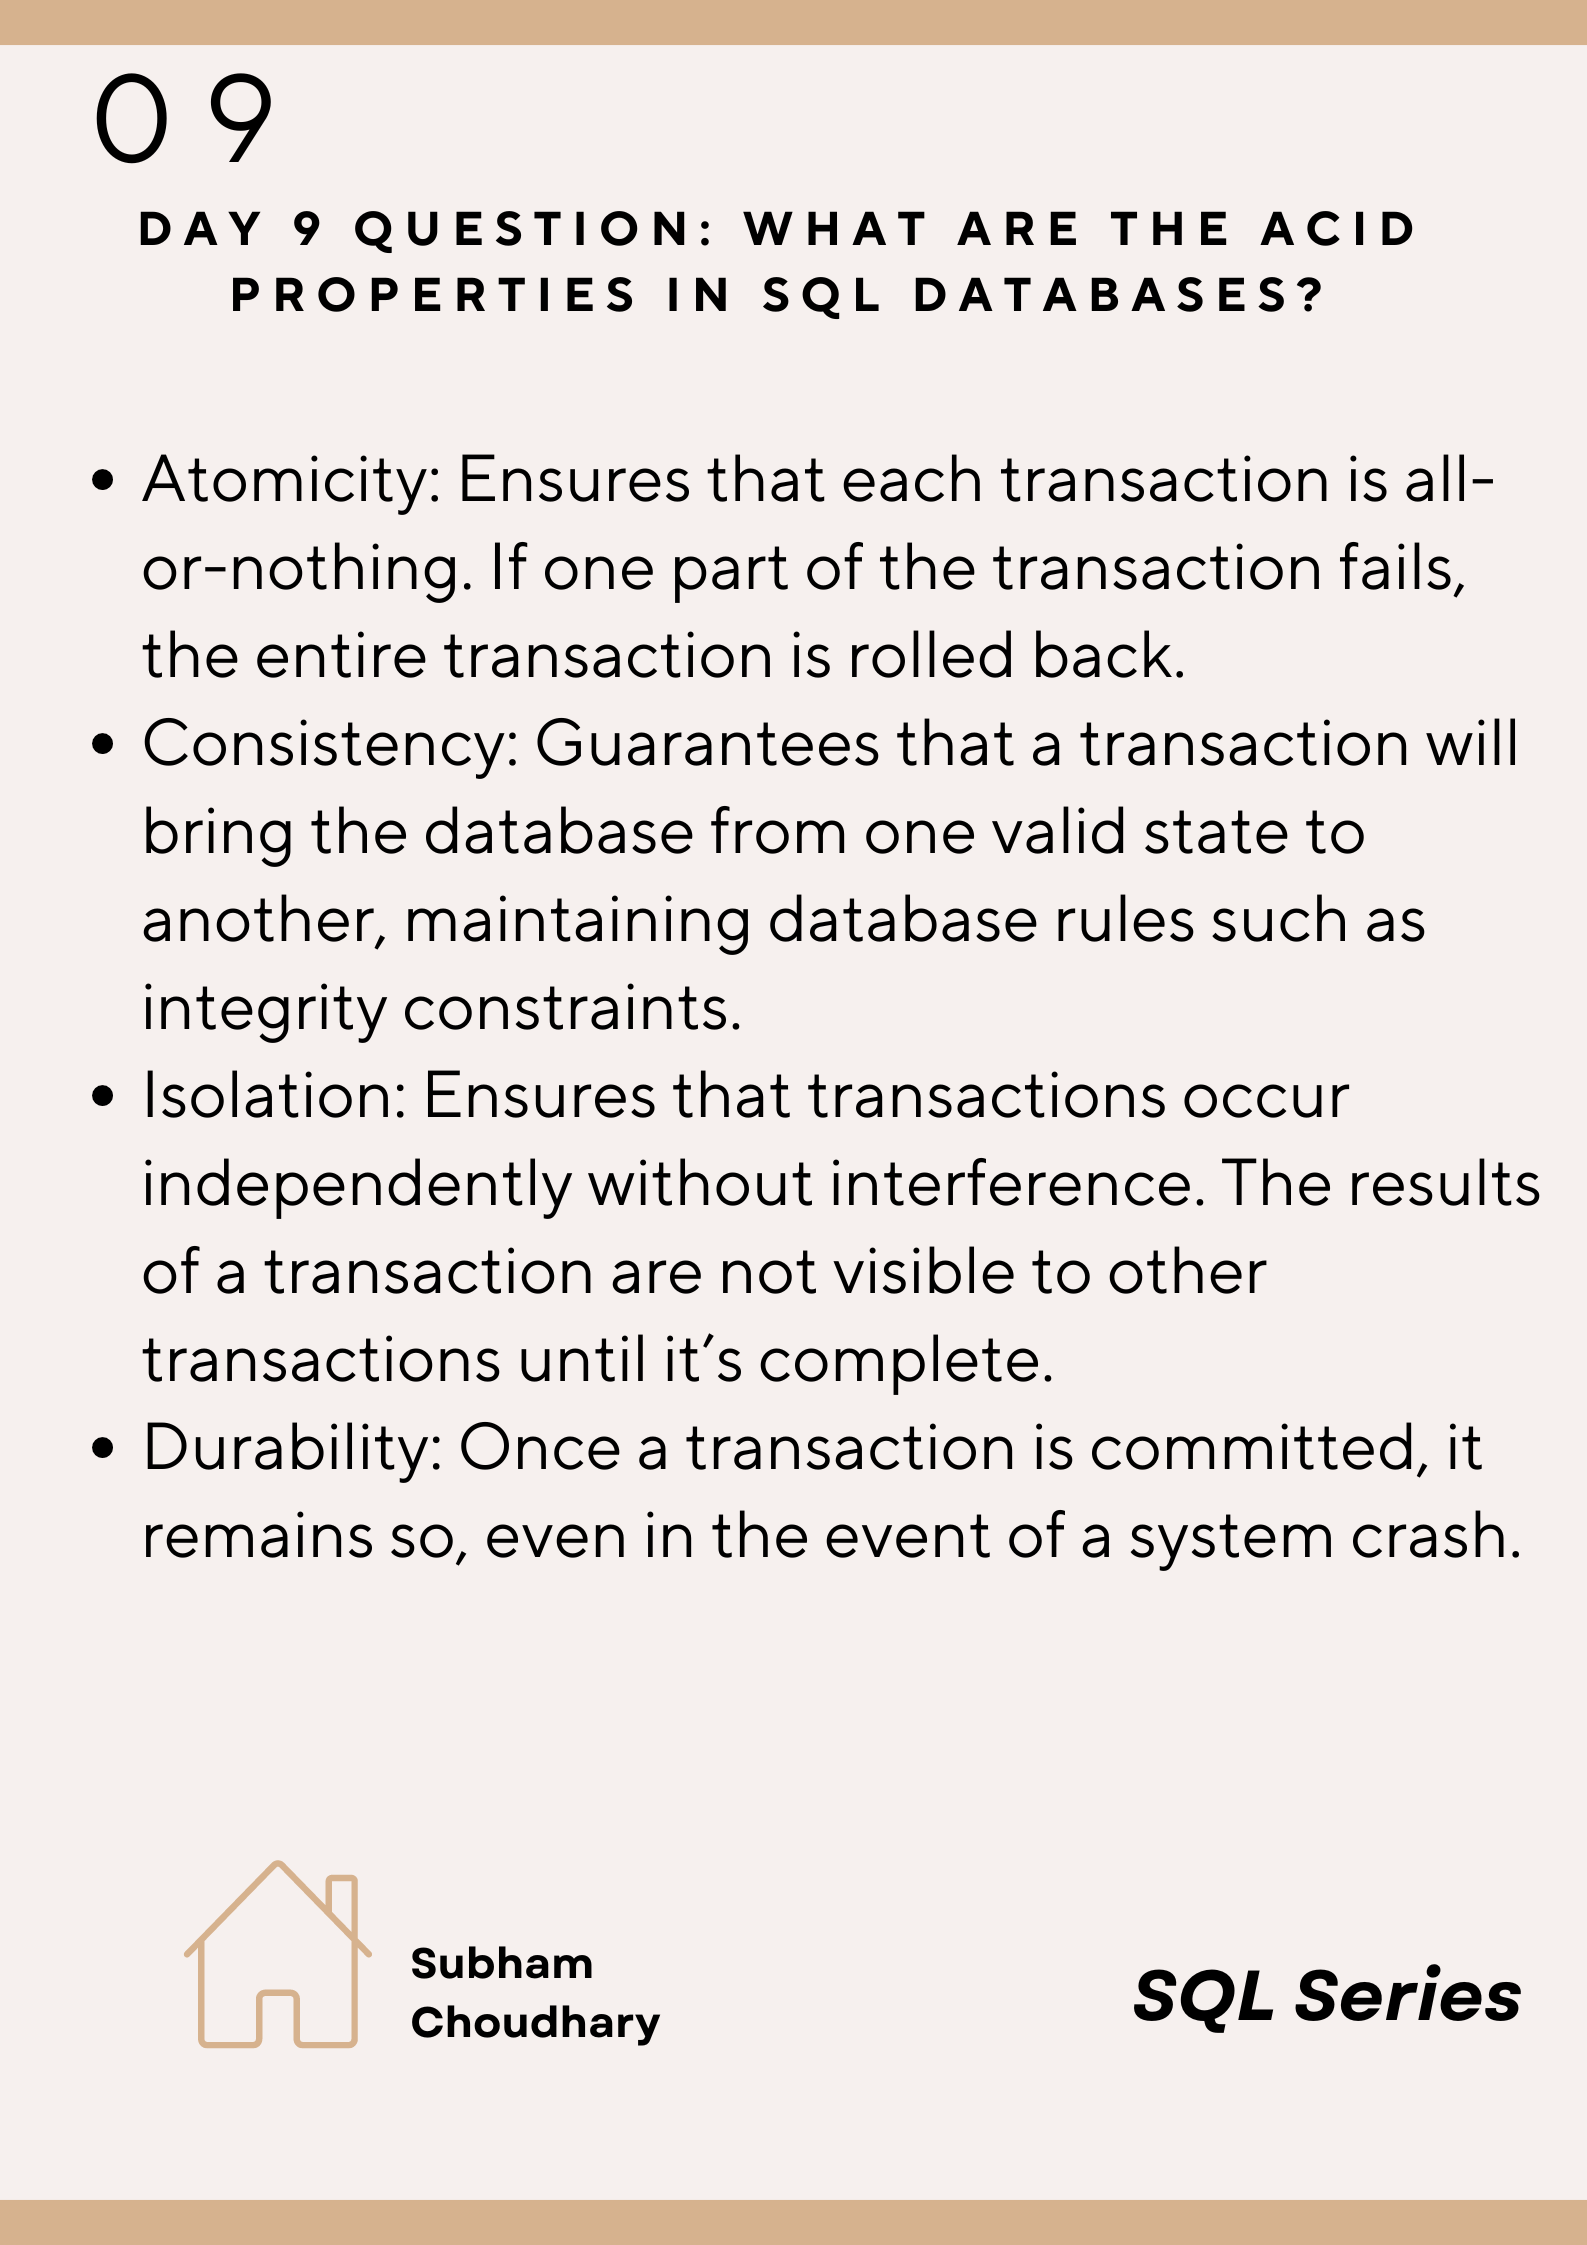 09
DAY 9 QUESTION: WHAT ARE THE ACID
PROPERTIES IN SQL DATABASES?
• Atomicity: Ensures that each transaction is all-
or-nothing. If one part of the transaction fails,
the entire transaction is rolled back.
• Consistency: Guarantees that a transaction will
bring the database from one valid state to
another, maintaining database rules such as
integrity constraints.
• Isolation: Ensures that transactions occur
independently without interference. The results
of a transaction are not visible to other
transactions until it’s complete.
• Durability: Once a transaction is committed, it
remains so, even in the event of a system crash.
Subham
Choudhary
SQL Series